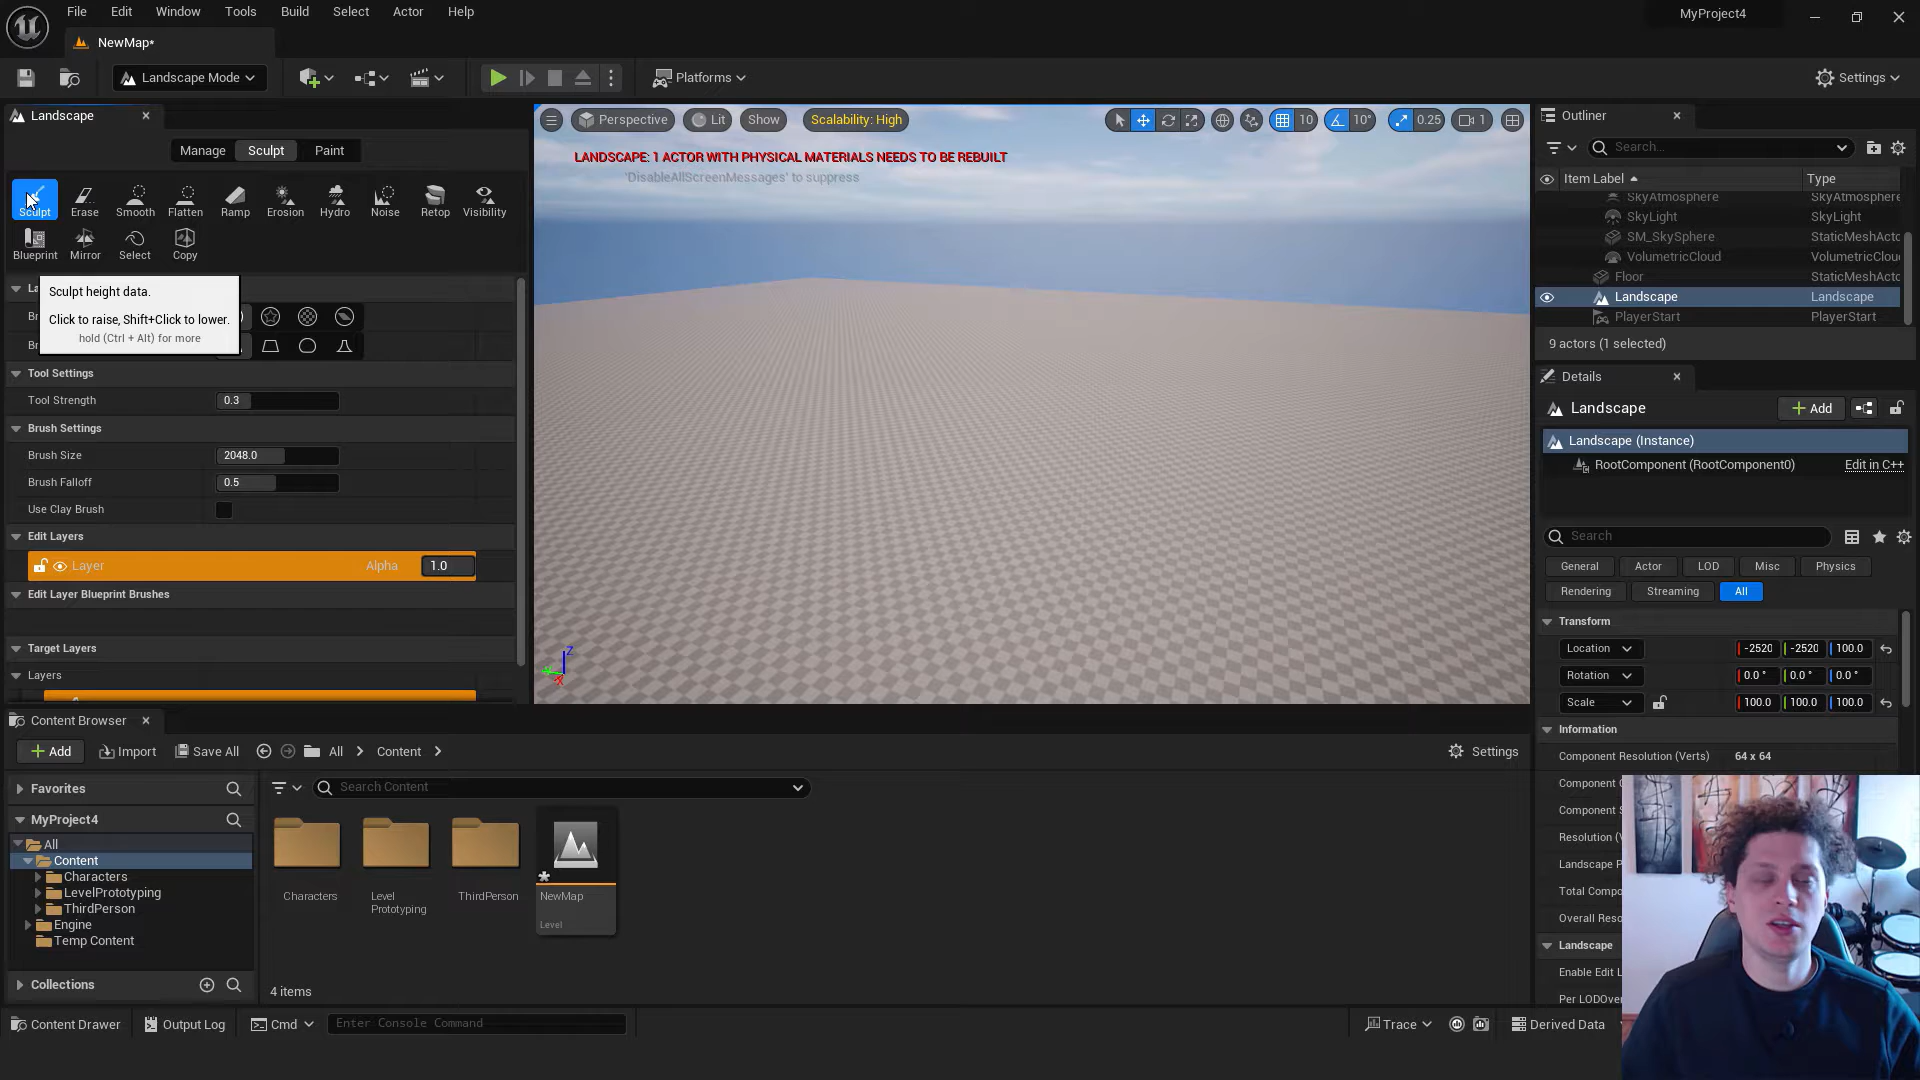 File Edit Window Tools Build Select Actor Help
MyProject4
NewMap*
Landscape Mode
Platforms
Settings
Landscape
Manage Sculpt Paint
Sculpt Erase Smooth Flatten Ramp Erosion Hydro Noise Retop Visibility
Blueprint Mirror Select Copy
Sculpt height data.
Click to raise, Shift+Click to lower.
hold (Ctrl + Alt) for more
Tool Settings
Tool Strength 0.3
Brush Settings
Brush Size 2048.0
Brush Falloff 0.5
Use Clay Brush
Edit Layers
Layer Alpha 1.0
Edit Layer Blueprint Brushes
Target Layers
Layers
Perspective Lit Show Scalability: High
10 10° 0.25 1
LANDSCAPE: 1 ACTOR WITH PHYSICAL MATERIALS NEEDS TO BE REBUILT
'DisableAllScreenMessages' to suppress
Z
Outliner
Search...
Item Label Type
SkyAtmosphere SkyAtmosphere
SkyLight SkyLight
SM_SkySphere StaticMeshActo
VolumetricCloud VolumetricClou
Floor StaticMeshActo
Landscape Landscape
PlayerStart PlayerStart
9 actors (1 selected)
Details
Landscape
Add
Landscape (Instance)
RootComponent (RootComponent0) Edit in C++
Search
General Actor LOD Misc Physics
Rendering Streaming All
Transform
Location -2520 -2520 100.0
Rotation 0.0 ° 0.0 ° 0.0 °
Scale 100.0 100.0 100.0
Information
Component Resolution (Verts) 64 x 64
Component
Component
Resolution (V
Landscape P
Total Compo
Overall Reso
Landscape
Enable Edit L
Per LODOver
Content Browser
Add Import Save All All Content Settings
Favorites
Search Content
MyProject4
All
Content
Characters
LevelPrototyping
ThirdPerson
Engine
Temp Content
Collections
Characters
Level
Prototyping
ThirdPerson
NewMap
Level
4 items
Content Drawer Output Log Cmd Enter Console Command
Trace Derived Data